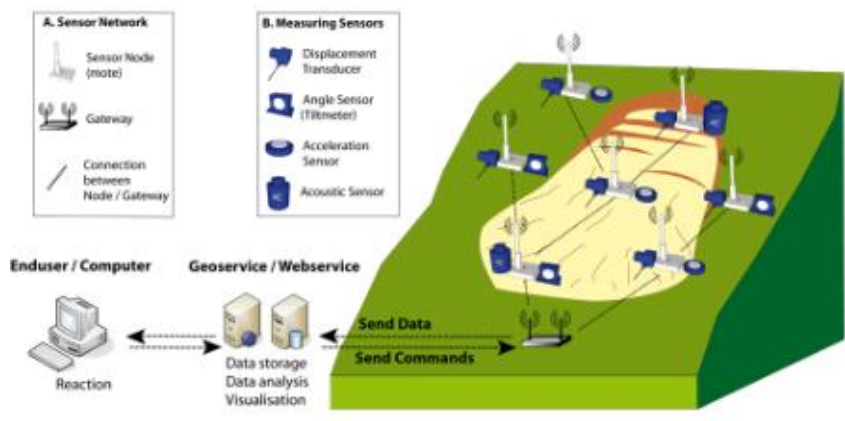 A. Sensor Network
Sensor Node
(mote)
Gateway
Connection
between
Node / Gateway
B. Measuring Sensors
Displacement
Transducer
Angle Sensor
(Tiltmeter)
Acceleration
Sensor
Acoustic Sensor
Enduser / Computer
Geoservice / Webservice
Send Data
Send Commands
Reaction
Data storage
Data analysis
Visualisation